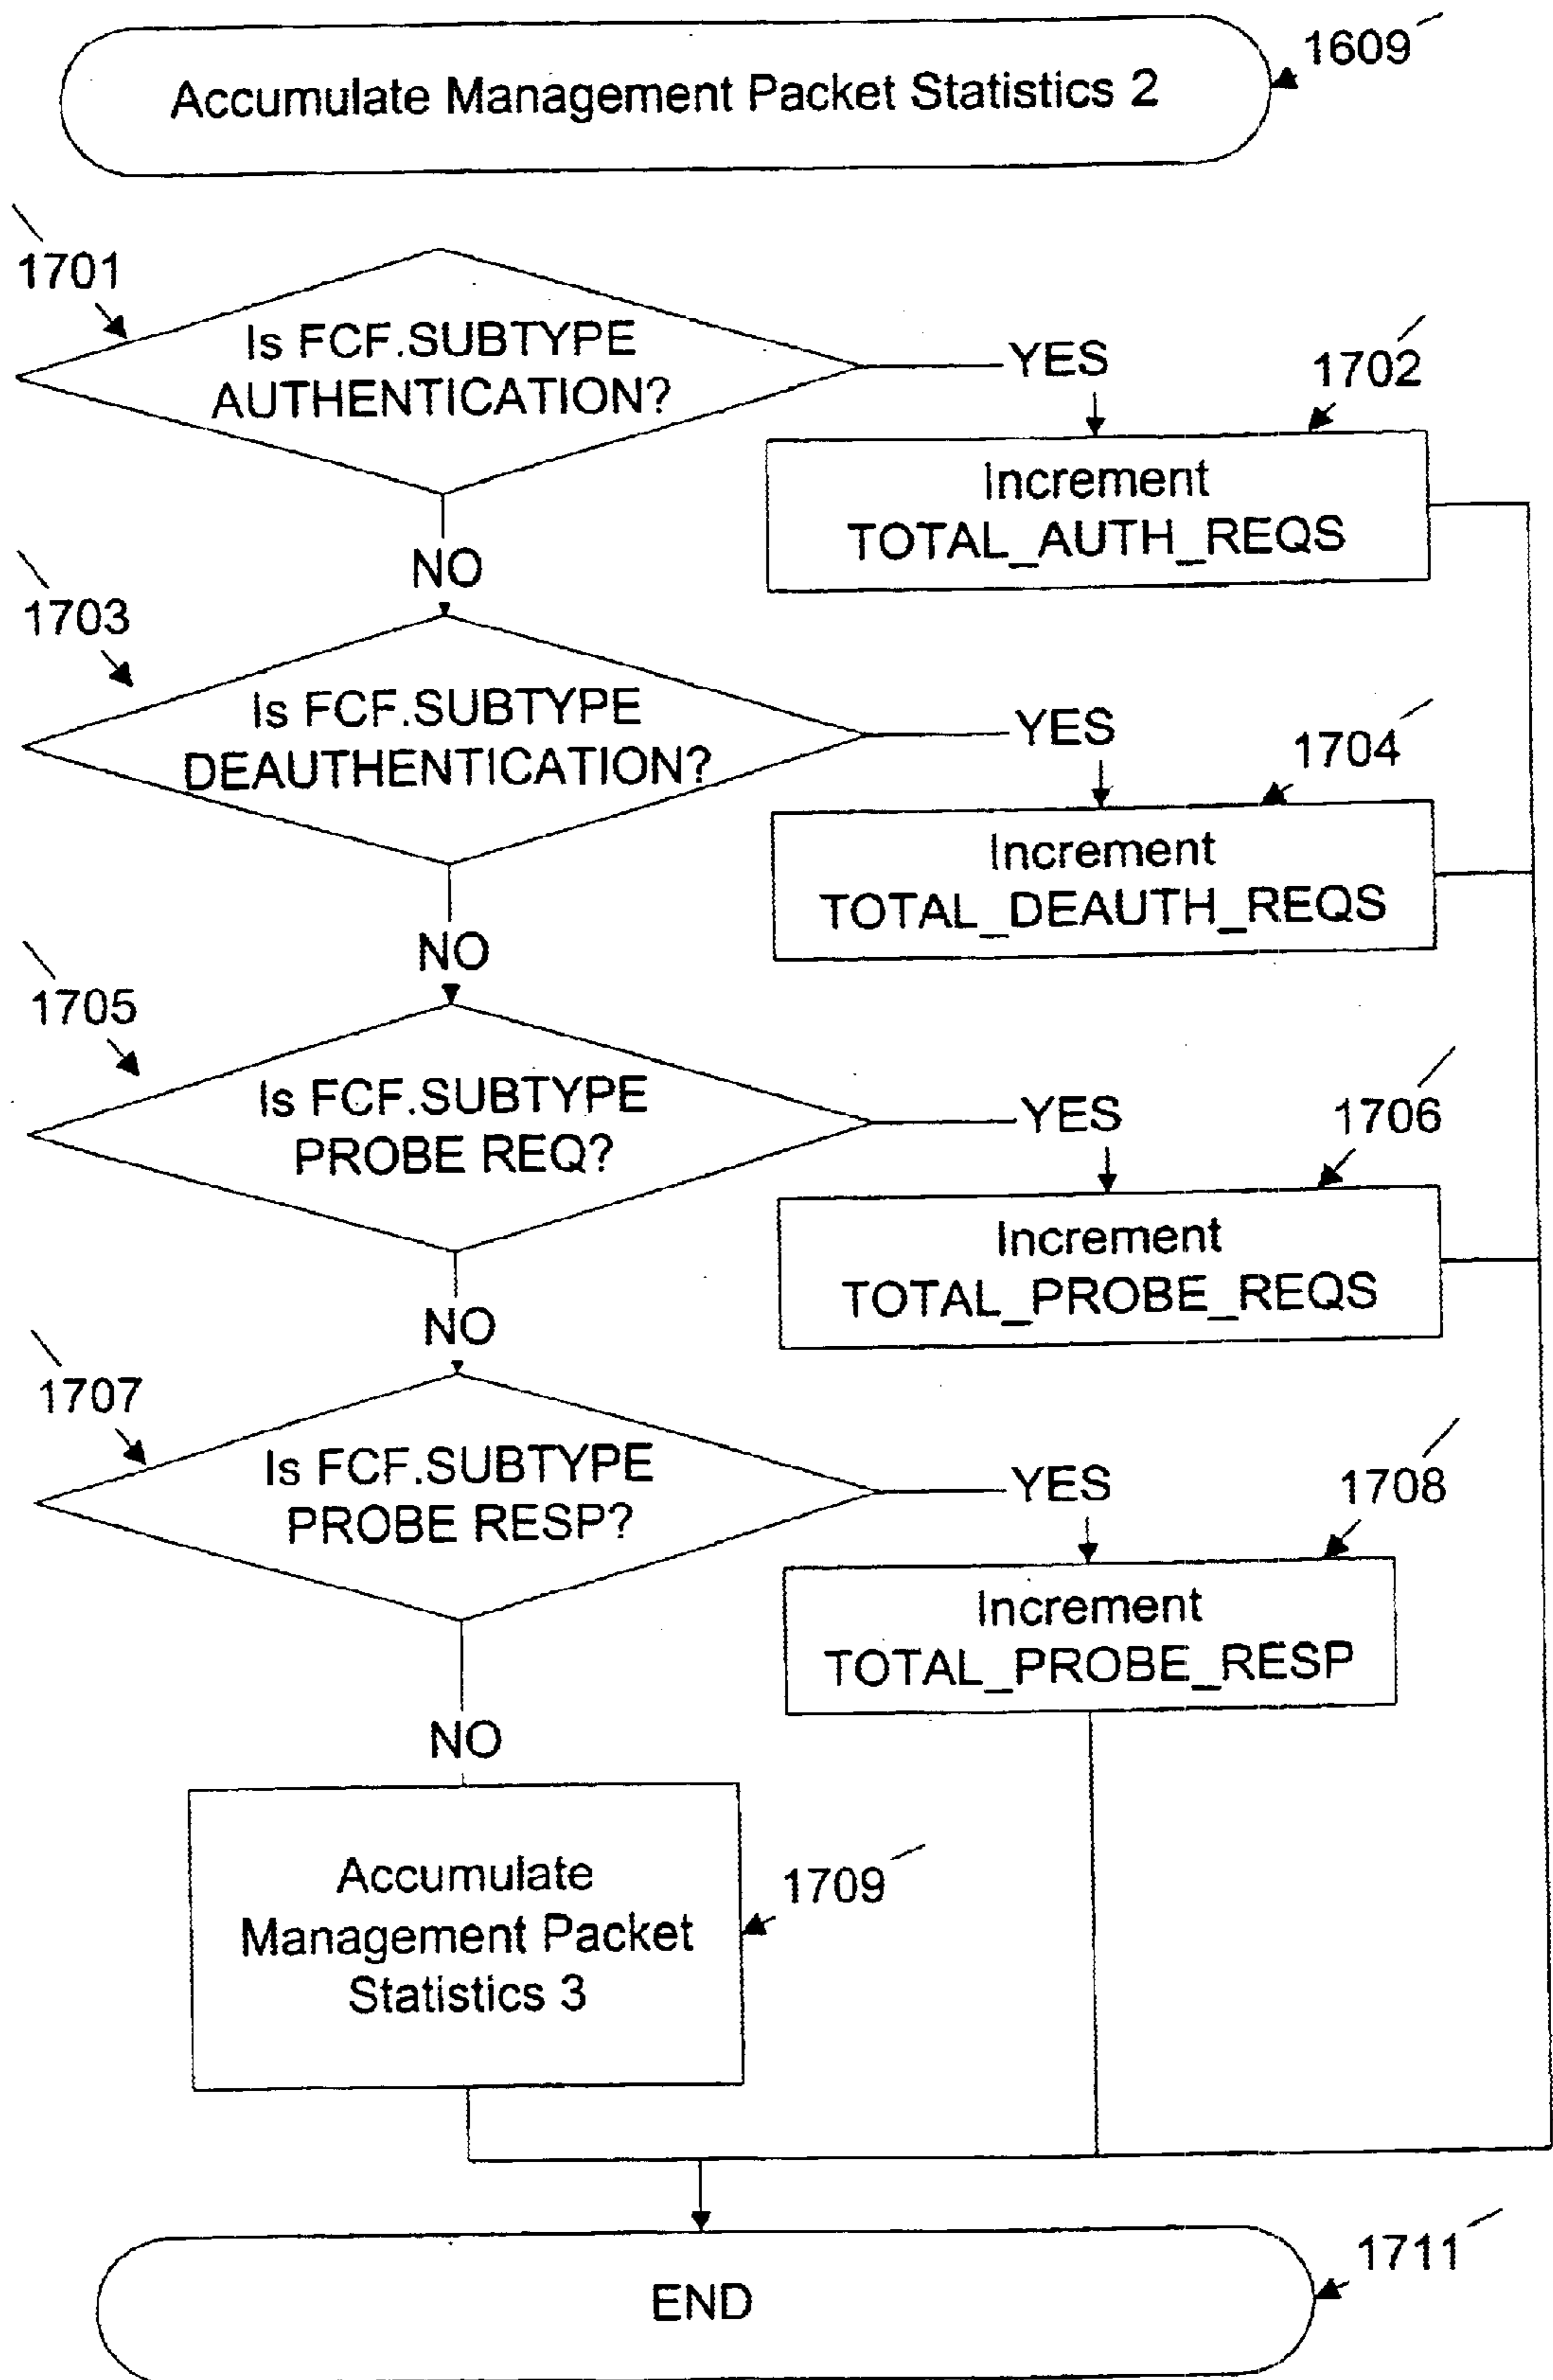 1609
Accumulate Management Packet Statistics 2
1701
Is FCF.SUBTYPE
AUTHENTICATION?
YES
1702
Increment
TOTAL_AUTH_REQS
NO
1703
Is FCF.SUBTYPE
DEAUTHENTICATION?
YES
1704
Increment
TOTAL_DEAUTH_REQS
NO
1705
Is FCF.SUBTYPE
PROBE REQ?
YES
1706
Increment
TOTAL_PROBE_REQS
NO
1707
Is FCF.SUBTYPE
PROBE RESP?
YES
1708
Increment
TOTAL_PROBE_RESP
NO
Accumulate
Management Packet
Statistics 3
1709
1711
END